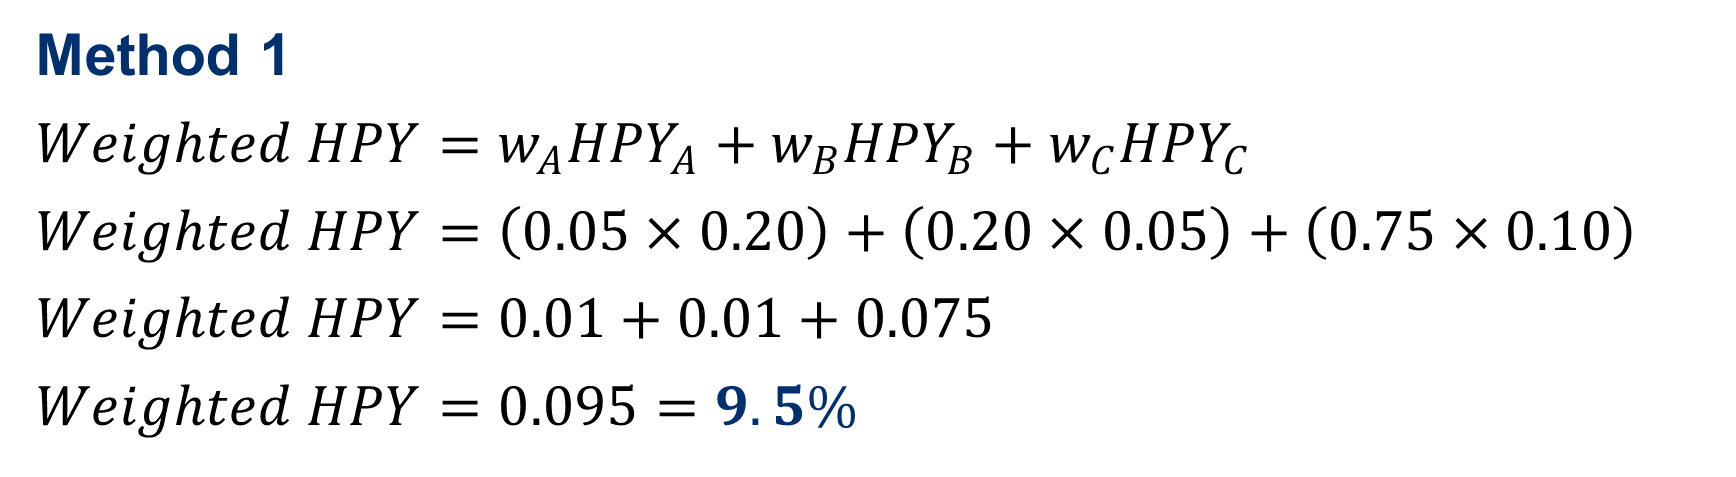 Method 1
Weighted HPY = w_A HPY_A + w_B HPY_B + w_C HPY_C
Weighted HPY = (0.05 × 0.20) + (0.20 × 0.05) + (0.75 × 0.10)
Weighted HPY = 0.01 + 0.01 + 0.075
Weighted HPY = 0.095 = 9.5%